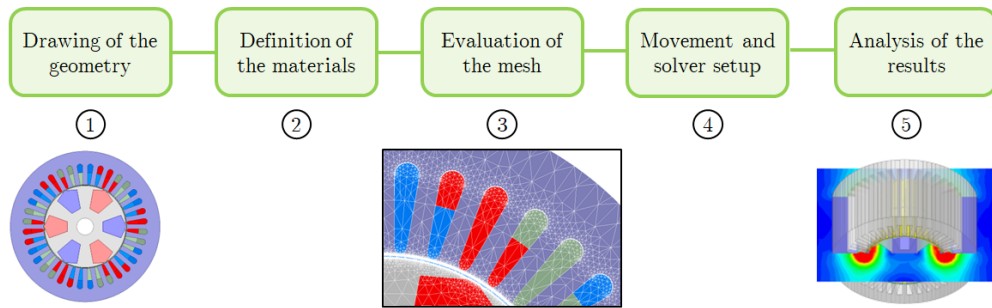 Drawing of the
geometry
Definition of
the materials
Evaluation of
the mesh
Movement and
solver setup
Analysis of the
results
1
2
3
4
5